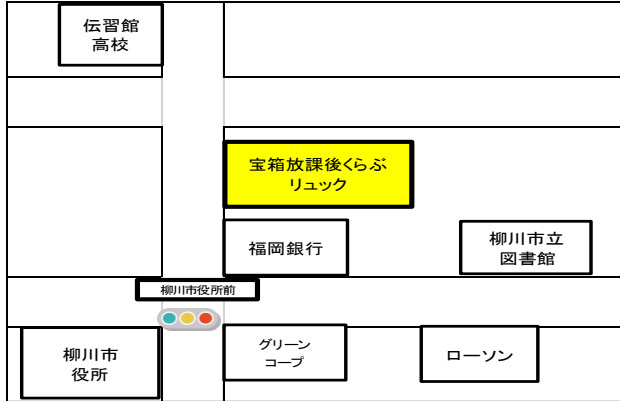 伝習館
高校
宝箱放課後くらぶ
リュック
福岡銀行
柳川市立
図書館
柳川市役所前
柳川市
役所
グリーン
コープ
ローソン